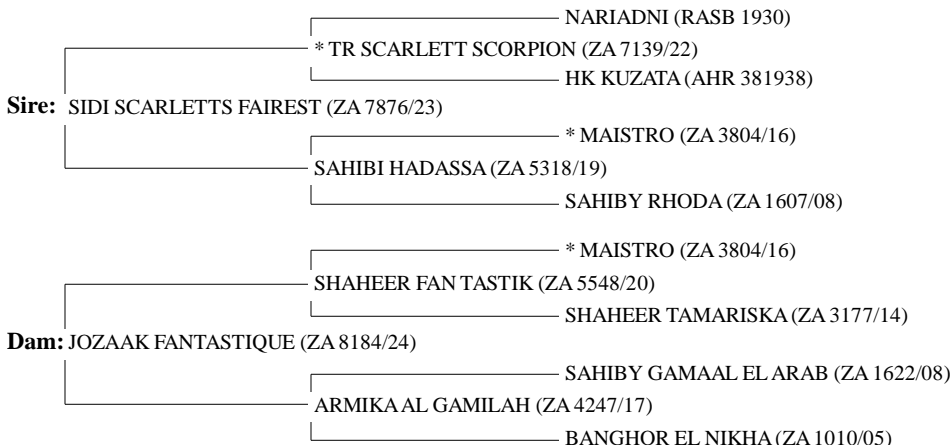 NARIADNI (RASB 1930)
* TR SCARLETT SCORPION (ZA 7139/22)
HK KUZATA (AHR 381938)
Sire: SIDI SCARLETTS FAIREST (ZA 7876/23)
* MAISTRO (ZA 3804/16)
SAHIBI HADASSA (ZA 5318/19)
SAHIBY RHODA (ZA 1607/08)
* MAISTRO (ZA 3804/16)
SHAHEER FAN TASTIK (ZA 5548/20)
SHAHEER TAMARISKA (ZA 3177/14)
Dam: JOZAAK FANTASTIQUE (ZA 8184/24)
SAHIBY GAMAAL EL ARAB (ZA 1622/08)
ARMIKA AL GAMILAH (ZA 4247/17)
BANGHOR EL NIKHA (ZA 1010/05)